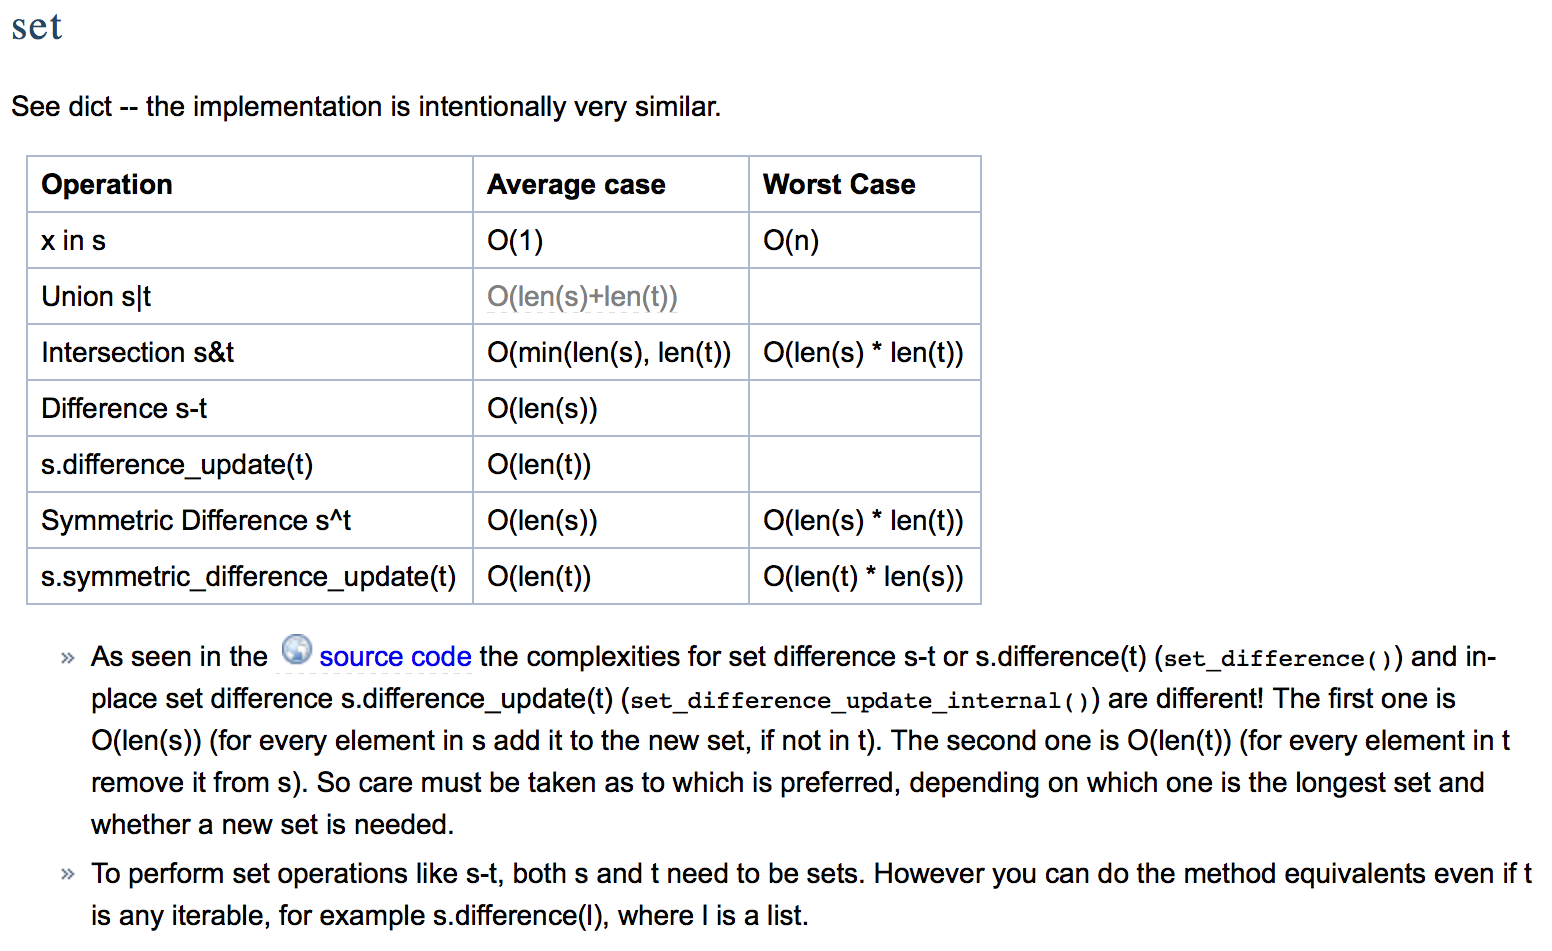 set
See dict -- the implementation is intentionally very similar.
Operation Average case Worst Case
x in s O(1) O(n)
Union s|t O(len(s)+len(t))
Intersection s&t O(min(len(s), len(t)) O(len(s) * len(t))
Difference s-t O(len(s))
s.difference_update(t) O(len(t))
Symmetric Difference s^t O(len(s)) O(len(s) * len(t))
s.symmetric_difference_update(t) O(len(t)) O(len(t) * len(s))
» As seen in the source code the complexities for set difference s-t or s.difference(t) (set_difference()) and in-
place set difference s.difference_update(t) (set_difference_update_internal()) are different! The first one is
O(len(s)) (for every element in s add it to the new set, if not in t). The second one is O(len(t)) (for every element in t
remove it from s). So care must be taken as to which is preferred, depending on which one is the longest set and
whether a new set is needed.
» To perform set operations like s-t, both s and t need to be sets. However you can do the method equivalents even if t
is any iterable, for example s.difference(l), where l is a list.